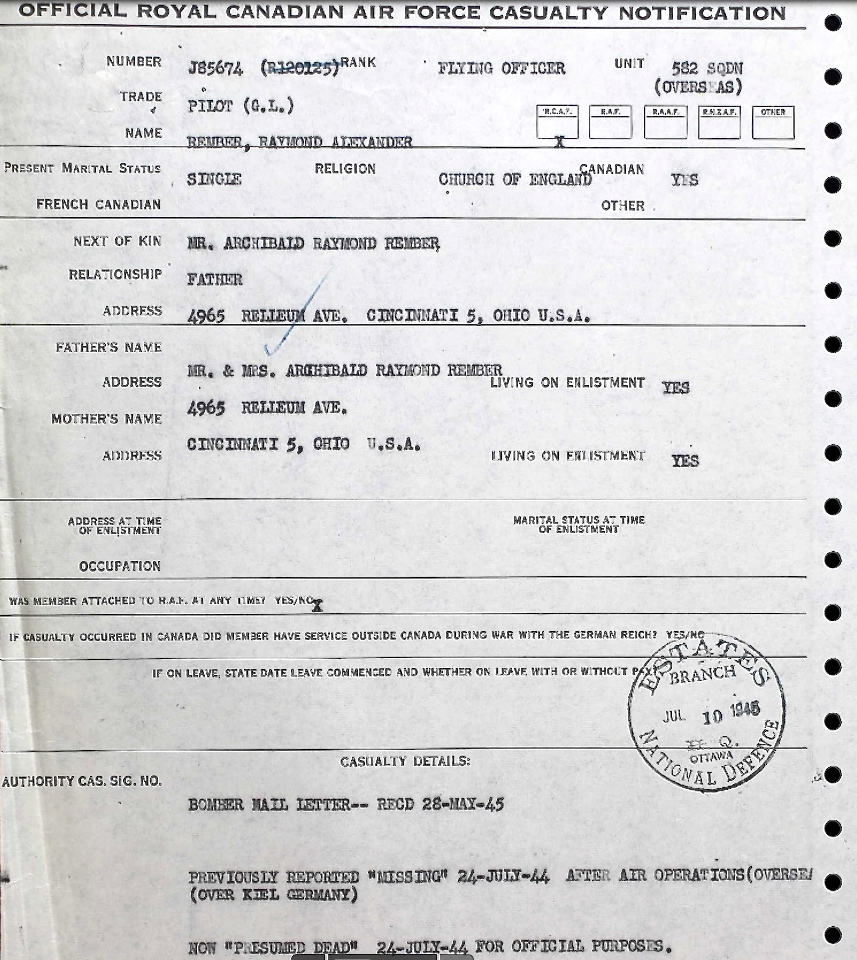 OFFICIAL ROYAL CANADIAN AIR FORCE CASUALTY NOTIFICATION
NUMBER J85674 (R120125) RANK FLYING OFFICER UNIT 582 SQDN
(OVERSEAS)
TRADE PILOT (G.L.)
R.C.A.F. R.A.F. R.A.A.F. R.N.Z.A.F. OTHER
NAME REMBER, RAYMOND ALEXANDER X
PRESENT MARITAL STATUS SINGLE RELIGION CHURCH OF ENGLAND CANADIAN YES
FRENCH CANADIAN OTHER
NEXT OF KIN MR. ARCHIBALD RAYMOND REMBER
RELATIONSHIP FATHER
ADDRESS 4965 RELLEUM AVE. CINCINNATI 5, OHIO U.S.A.
FATHER'S NAME
MR. & MRS. ARCHIBALD RAYMOND REMBER
ADDRESS LIVING ON ENLISTMENT YES
4965 RELLEUM AVE.
MOTHER'S NAME
CINCINNATI 5, OHIO U.S.A.
ADDRESS LIVING ON ENLISTMENT YES
ADDRESS AT TIME MARITAL STATUS AT TIME
OF ENLISTMENT OF ENLISTMENT
OCCUPATION
WAS MEMBER ATTACHED TO R.A.F. AT ANY TIME? YES/NO X
IF CASUALTY OCCURRED IN CANADA DID MEMBER HAVE SERVICE OUTSIDE CANADA DURING WAR WITH THE GERMAN REICH? YES/NO
IF ON LEAVE, STATE DATE LEAVE COMMENCED AND WHETHER ON LEAVE WITH OR WITHOUT PAY
ESTATES
BRANCH
JUL 10 1945
H. Q.
OTTAWA
NATIONAL DEFENCE
CASUALTY DETAILS:
AUTHORITY CAS. SIG. NO.
BOMBER MAIL LETTER-- RECD 28-MAY-45
PREVIOUSLY REPORTED "MISSING" 24-JULY-44 AFTER AIR OPERATIONS(OVERSEA
(OVER KIEL GERMANY)
NOW "PRESUMED DEAD" 24-JULY-44 FOR OFFICIAL PURPOSES.